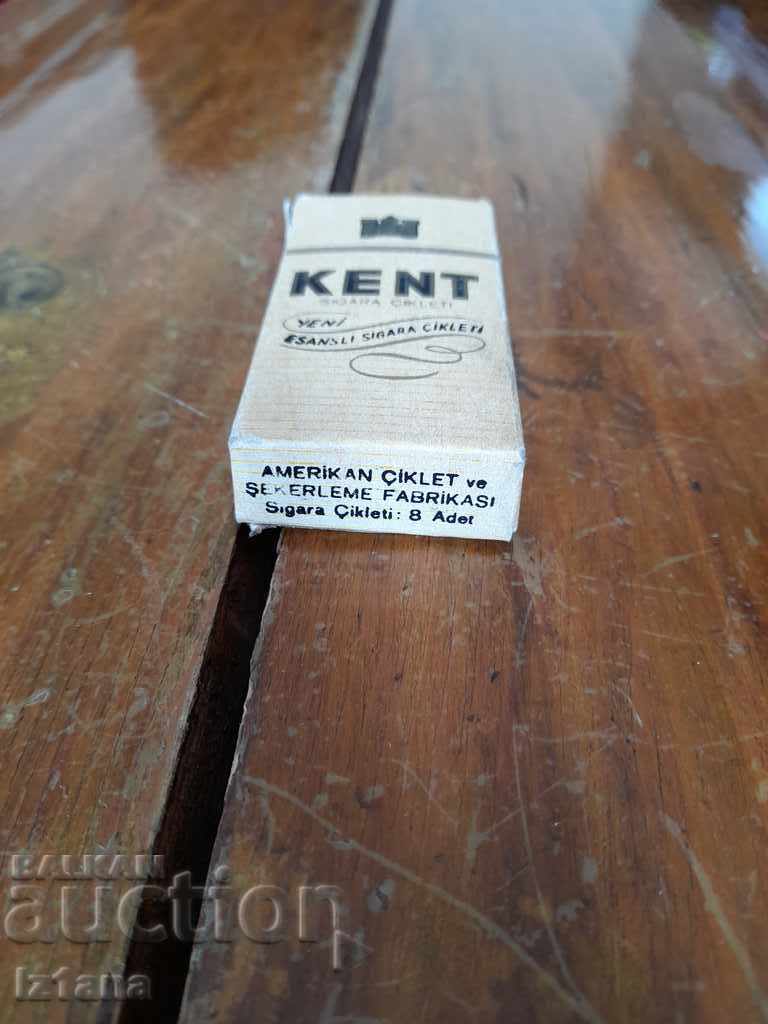 KENT
SIGARA ÇİKLETİ
YENİ
ESANSLI SIGARA ÇİKLETİ
AMERİKAN ÇİKLET ve
ŞEKERLEME FABRİKASI
Sıgara Çikleti: 8 Adet
BALKAN
auction
Iztana